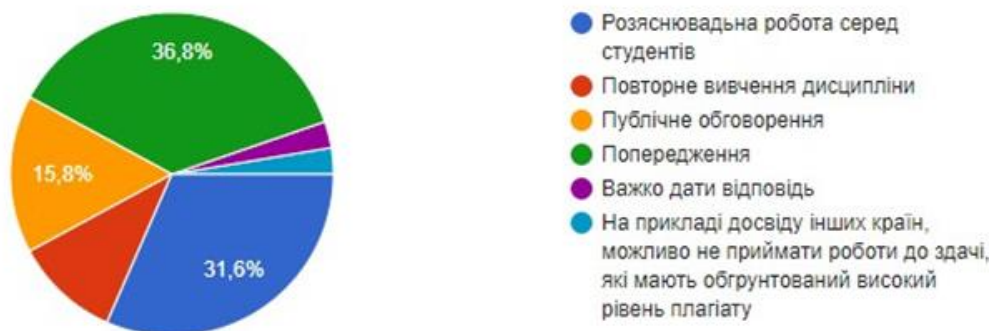 36,8%
15,8%
31,6%
Розяснювадьна робота серед
студентів
Повторне вивчення дисципліни
Публічне обговорення
Попередження
Важко дати відповідь
На прикладі досвіду інших країн,
можливо не приймати роботи до здачі,
які мають обгрунтований високий
рівень плагіату